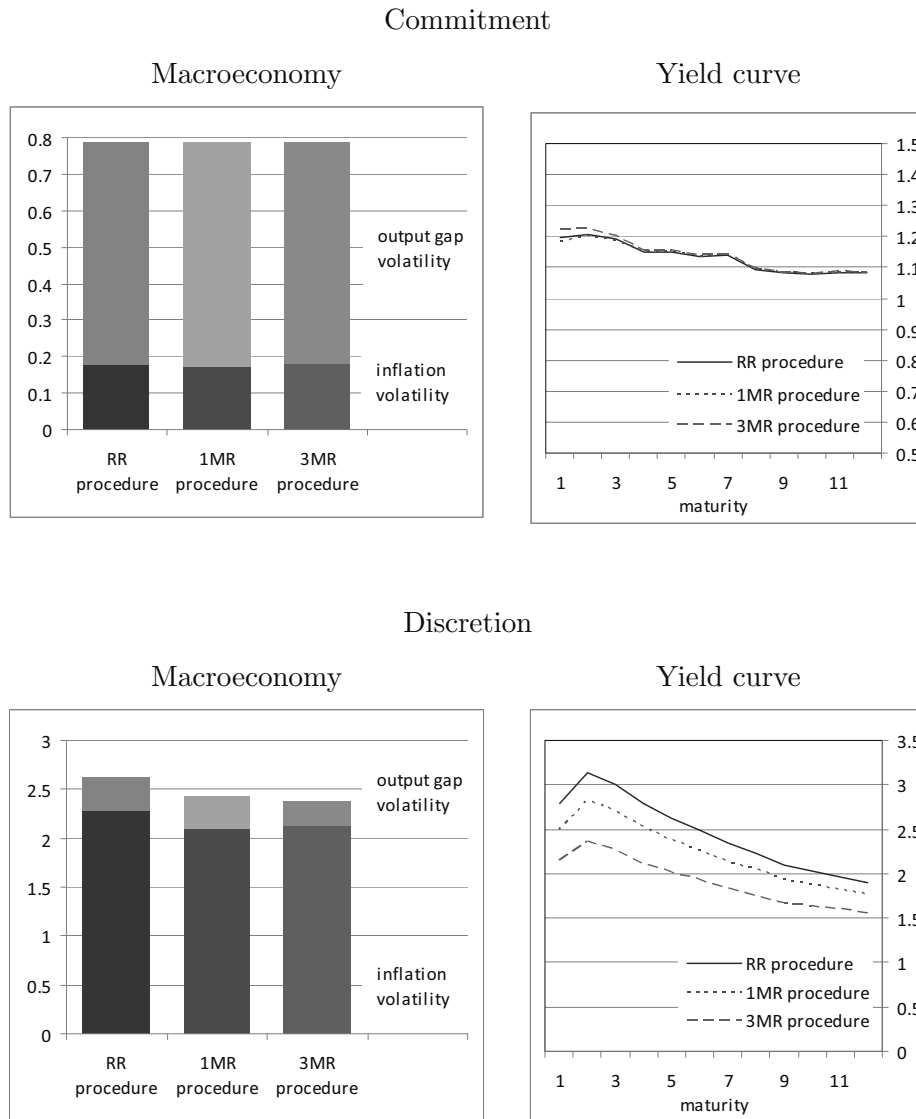 Commitment
Macroeconomy
Yield curve
0.8
0.7
0.6
0.5
0.4
0.3
0.2
0.1
0
output gap
volatility
inflation
volatility
RR
procedure
1MR
procedure
3MR
procedure
1.5
1.4
1.3
1.2
1.1
1
0.9
0.8
0.7
0.6
0.5
RR procedure
1MR procedure
3MR procedure
1 3 5 7 9 11
maturity
Discretion
Macroeconomy
Yield curve
3
2.5
2
1.5
1
0.5
0
output gap
volatility
inflation
volatility
RR
procedure
1MR
procedure
3MR
procedure
3.5
3
2.5
2
1.5
1
0.5
0
RR procedure
1MR procedure
3MR procedure
1 3 5 7 9 11
maturity